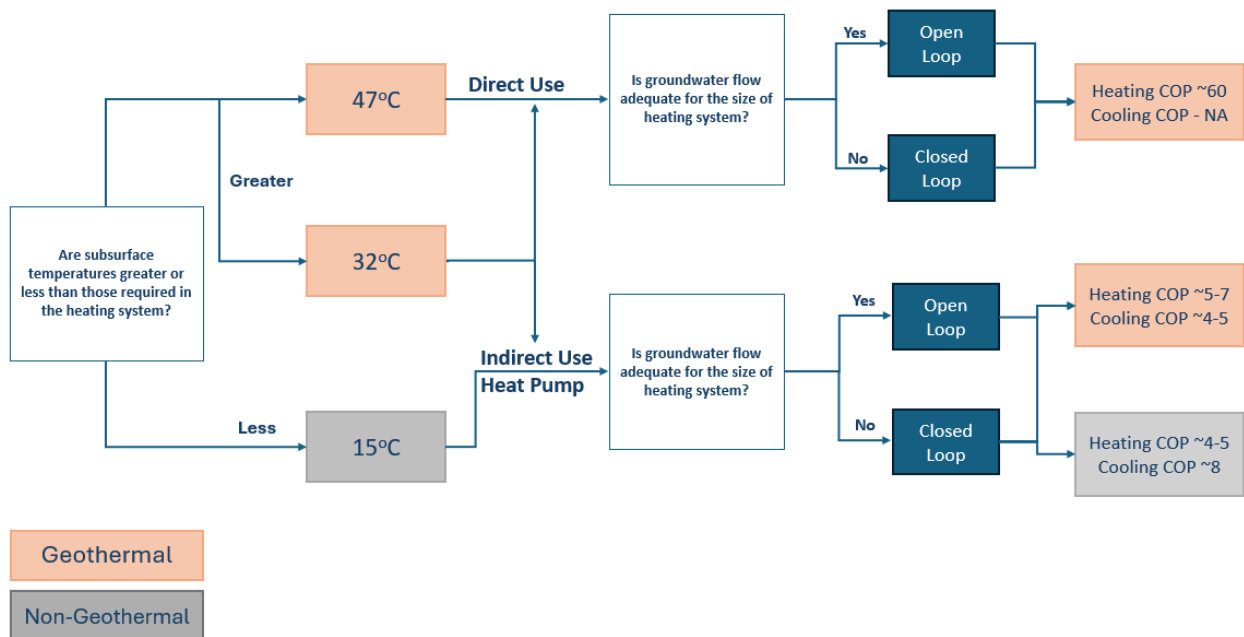 47°C
Direct Use
Is groundwater flow
adequate for the size of
heating system?
Yes
Open
Loop
No
Closed
Loop
Heating COP ~60
Cooling COP - NA
Greater
Are subsurface
temperatures greater or
less than those required in
the heating system?
32°C
Less
15°C
Indirect Use
Heat Pump
Is groundwater flow
adequate for the size of
heating system?
Yes
Open
Loop
No
Closed
Loop
Heating COP ~5-7
Cooling COP ~4-5
Heating COP ~4-5
Cooling COP ~8
Geothermal
Non-Geothermal